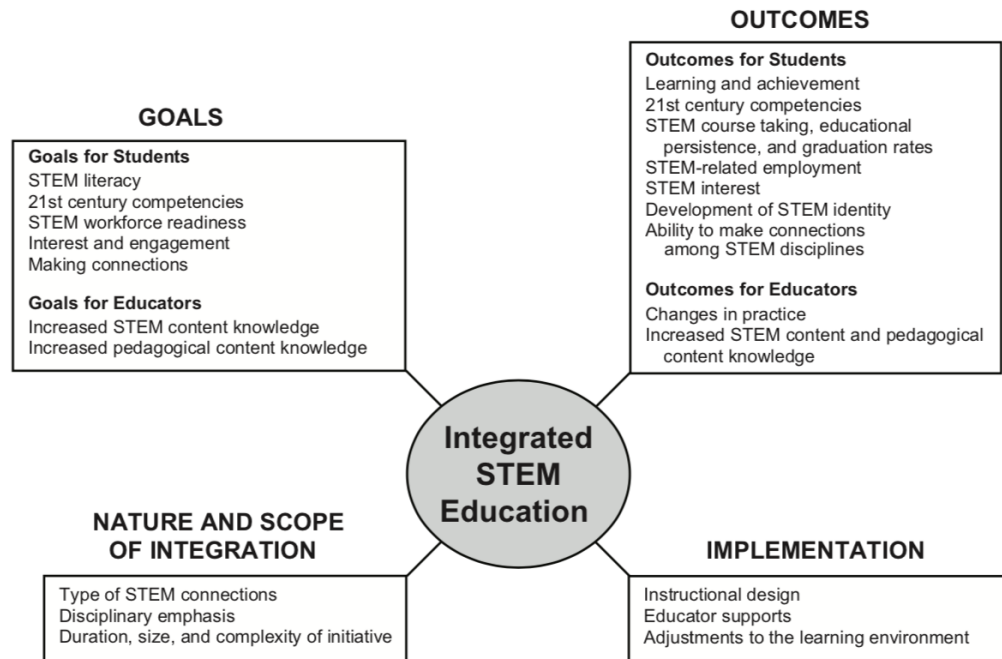 GOALS
Goals for Students
STEM literacy
21st century competencies
STEM workforce readiness
Interest and engagement
Making connections
Goals for Educators
Increased STEM content knowledge
Increased pedagogical content knowledge
OUTCOMES
Outcomes for Students
Learning and achievement
21st century competencies
STEM course taking, educational
persistence, and graduation rates
STEM-related employment
STEM interest
Development of STEM identity
Ability to make connections
among STEM disciplines
Outcomes for Educators
Changes in practice
Increased STEM content and pedagogical
content knowledge
Integrated
STEM
Education
NATURE AND SCOPE
OF INTEGRATION
Type of STEM connections
Disciplinary emphasis
Duration, size, and complexity of initiative
IMPLEMENTATION
Instructional design
Educator supports
Adjustments to the learning environment